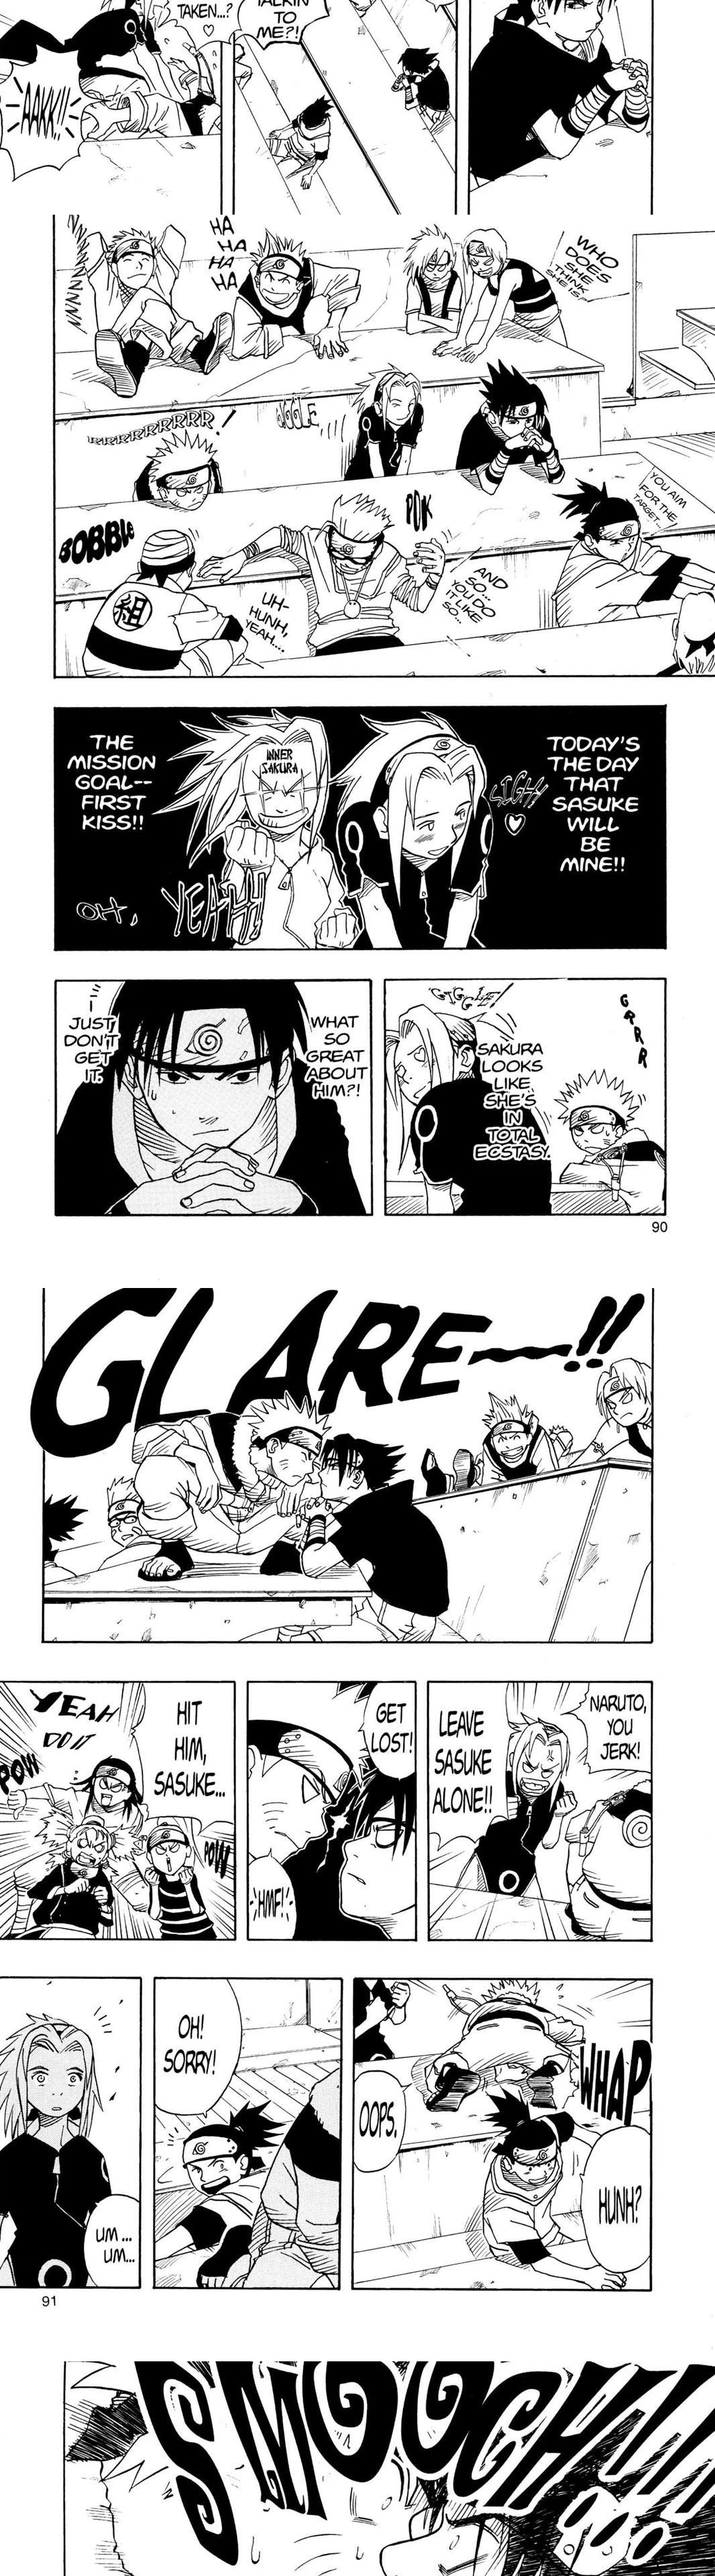 TALKIN'
TO
ME?!
TAKEN...?
AAKK!!!
WHO
DOES
SHE
THINK
SHE IS!
HA
HA
HA
HA
GIGGLE
RRRRRRRRRR!
YOU AIM
FOR THE
TARGET...
POK
AND
SO...
YOU DO
IT LIKE
SO...
BOBBLE
UH-
HUNH,
YEAH....
組
TODAY'S
THE DAY
THAT
SASUKE
WILL
BE
MINE!!
SIGH!
INNER
SAKURA
THE
MISSION
GOAL--
FIRST
KISS!!
OH,
YEAH!
GRRR
GIGGLE!
SAKURA
LOOKS
LIKE
SHE'S
IN
TOTAL
ECSTASY.
WHAT
SO
GREAT
ABOUT
HIM?!
I
JUST
DON'T
GET
IT.
90
GLARE—!!
NARUTO,
YOU
JERK!
LEAVE
SASUKE
ALONE!!
GET
LOST!
HMF!
HIT
HIM,
SASUKE...
YEAH
DO IT
POW
POW
WHAP
HUNH?
OOPS.
OH!
SORRY!
UM...
UM...
91
SMOOCH!!!